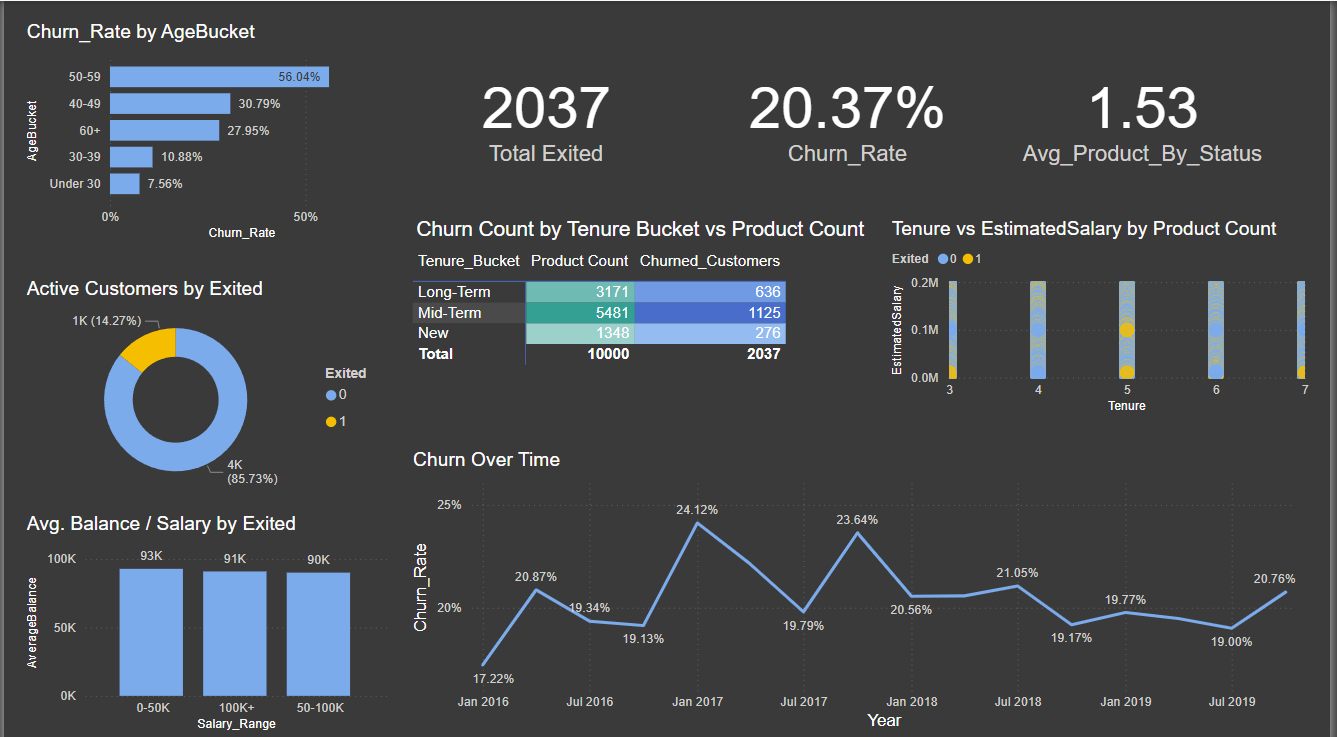 Churn_Rate by AgeBucket
AgeBucket
50-59 56.04%
40-49 30.79%
60+ 27.95%
30-39 10.88%
Under 30 7.56%
0% 50%
Churn_Rate
2037
Total Exited
20.37%
Churn_Rate
1.53
Avg_Product_By_Status
Active Customers by Exited
1K (14.27%)
4K
(85.73%)
Exited
0
1
Churn Count by Tenure Bucket vs Product Count
Tenure_Bucket Product Count Churned_Customers
Long-Term 3171 636
Mid-Term 5481 1125
New 1348 276
Total 10000 2037
Tenure vs EstimatedSalary by Product Count
Exited 0 1
EstimatedSalary
0.2M
0.1M
0.0M
3 4 5 6 7
Tenure
Avg. Balance / Salary by Exited
AverageBalance
100K
50K
0K
93K 91K 90K
0-50K 100K+ 50-100K
Salary_Range
Churn Over Time
Churn_Rate
25%
20%
17.22%
20.87%
19.34%
19.13%
24.12%
19.79%
23.64%
20.56%
21.05%
19.17%
19.77%
19.00%
20.76%
Jan 2016 Jul 2016 Jan 2017 Jul 2017 Jan 2018 Jul 2018 Jan 2019 Jul 2019
Year